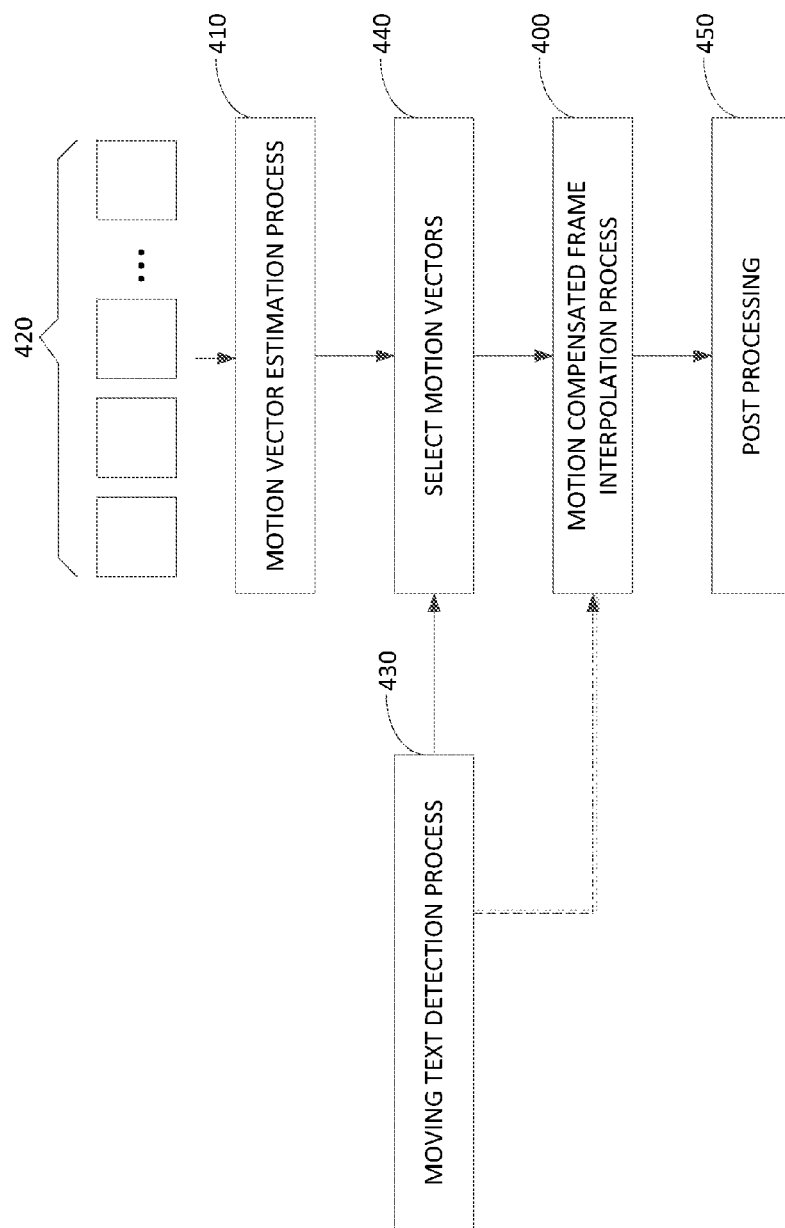 420
410
MOTION VECTOR ESTIMATION PROCESS
430
MOVING TEXT DETECTION PROCESS
440
SELECT MOTION VECTORS
400
MOTION COMPENSATED FRAME
INTERPOLATION PROCESS
450
POST PROCESSING